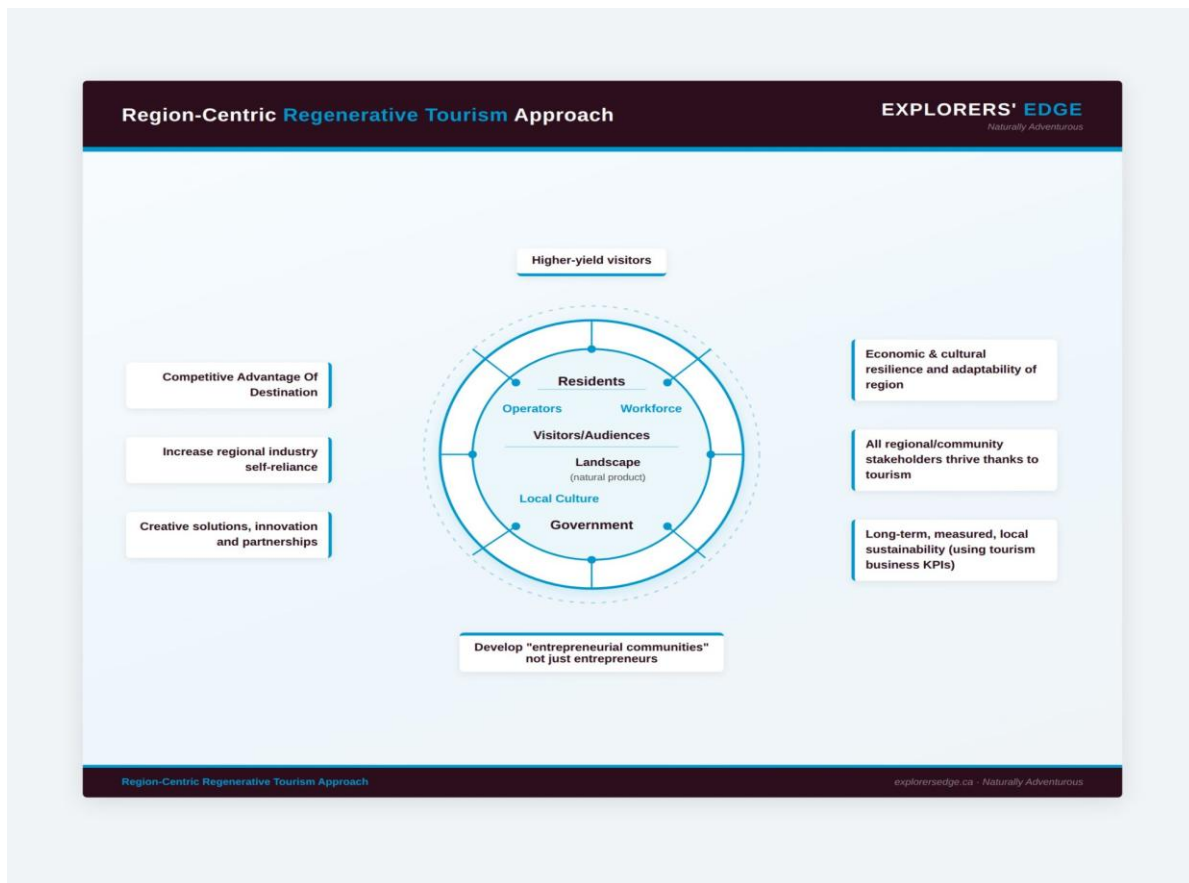 Region-Centric Regenerative Tourism Approach
EXPLORERS' EDGE
Naturally Adventurous
Higher-yield visitors
Competitive Advantage Of
Destination
Increase regional industry
self-reliance
Creative solutions, innovation
and partnerships
Residents
Operators Workforce
Visitors/Audiences
Landscape
(natural product)
Local Culture
Government
Economic & cultural
resilience and adaptability of
region
All regional/community
stakeholders thrive thanks to
tourism
Long-term, measured, local
sustainability (using tourism
business KPIs)
Develop "entrepreneurial communities"
not just entrepreneurs
Region-Centric Regenerative Tourism Approach
explorersedge.ca · Naturally Adventurous